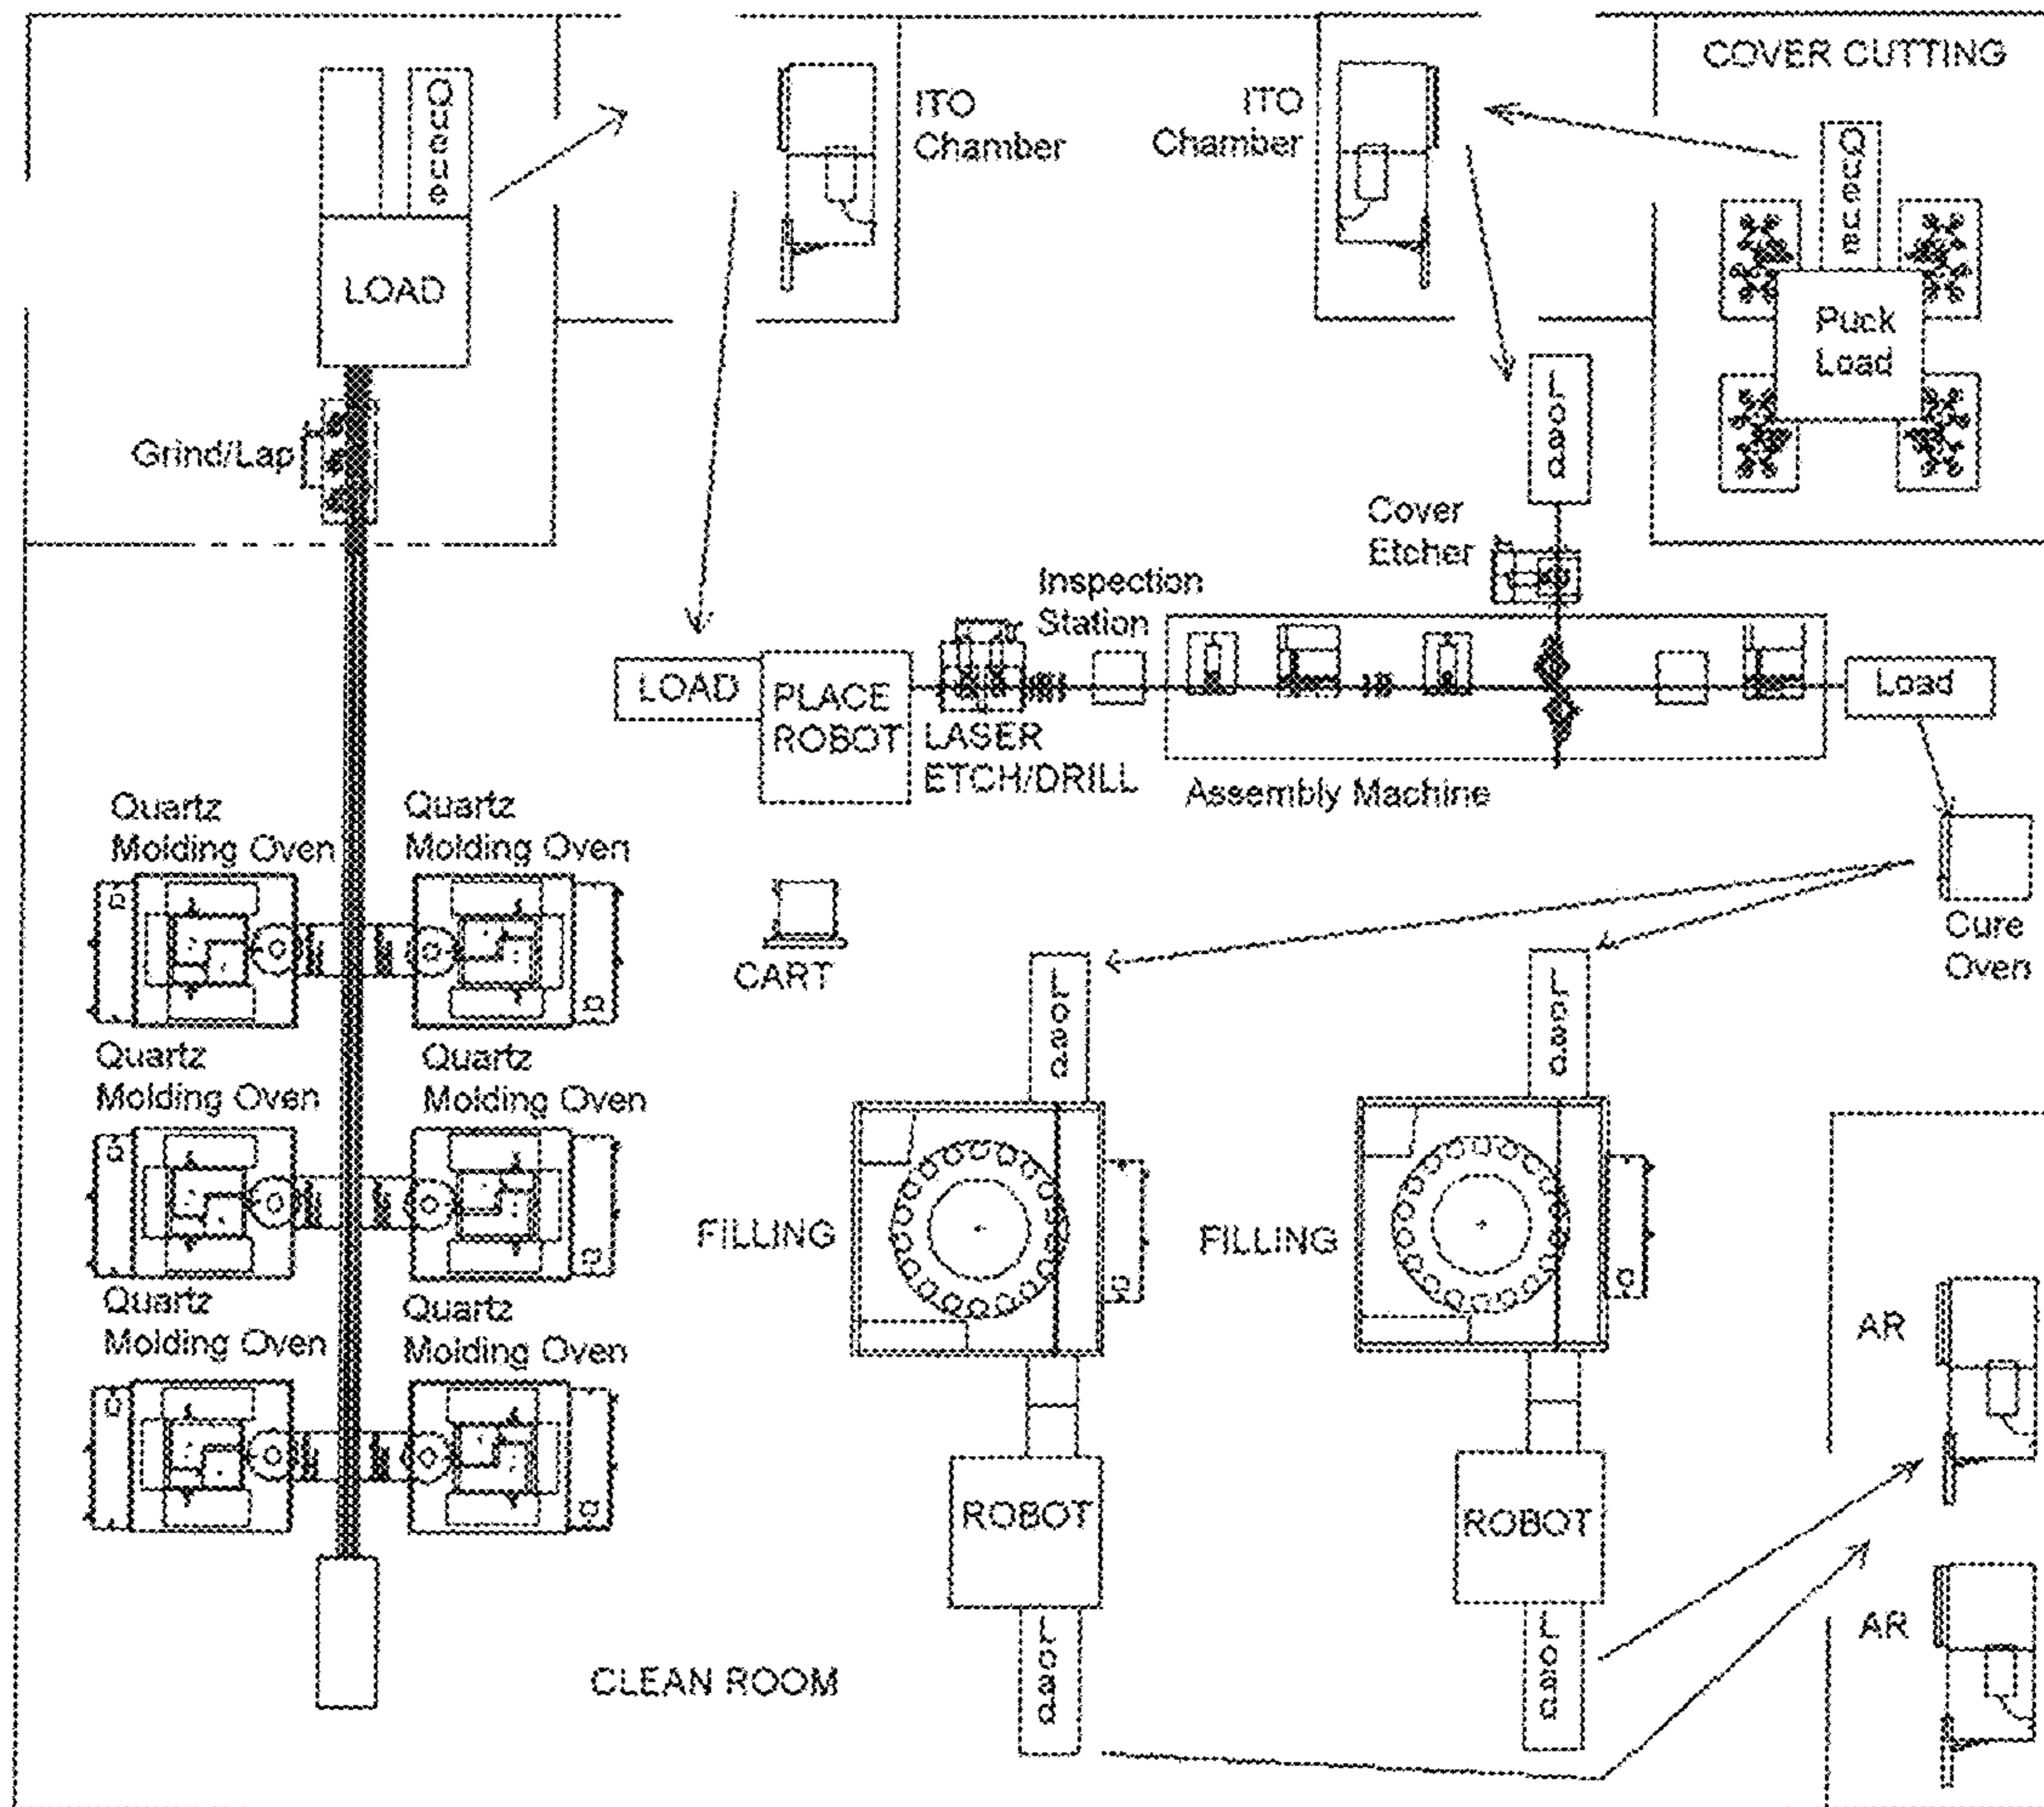 COVER CUTTING
Queue
ITO
Chamber
ITO
Chamber
Queue
LOAD
Puck
Load
Load
Grind/Lap
Cover
Etcher
Inspection
Station
LOAD
PLACE
ROBOT
LASER
ETCH/DRILL
Load
Assembly Machine
Quartz
Molding Oven
Quartz
Molding Oven
CART
Cure
Oven
Load
Load
Quartz
Molding Oven
Quartz
Molding Oven
FILLING
FILLING
Quartz
Molding Oven
Quartz
Molding Oven
AR
ROBOT
ROBOT
AR
Load
Load
CLEAN ROOM